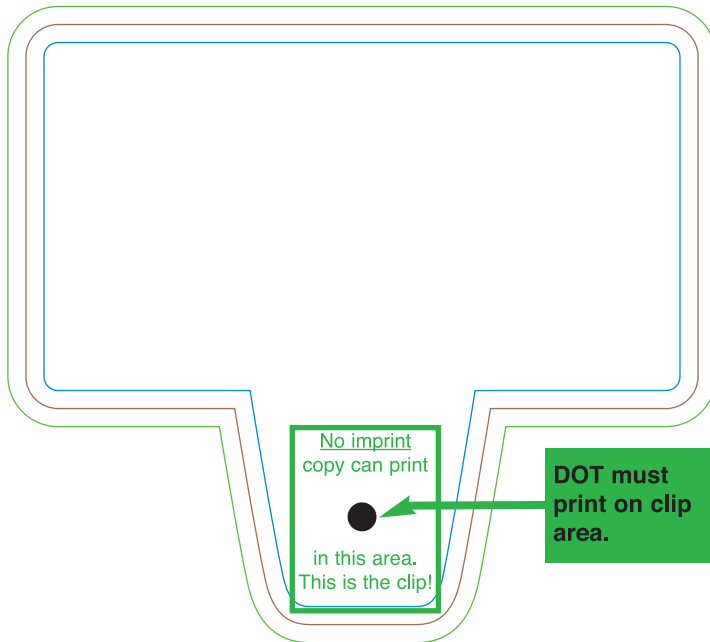 No imprint
copy can print
in this area.
This is the clip!
DOT must
print on clip
area.